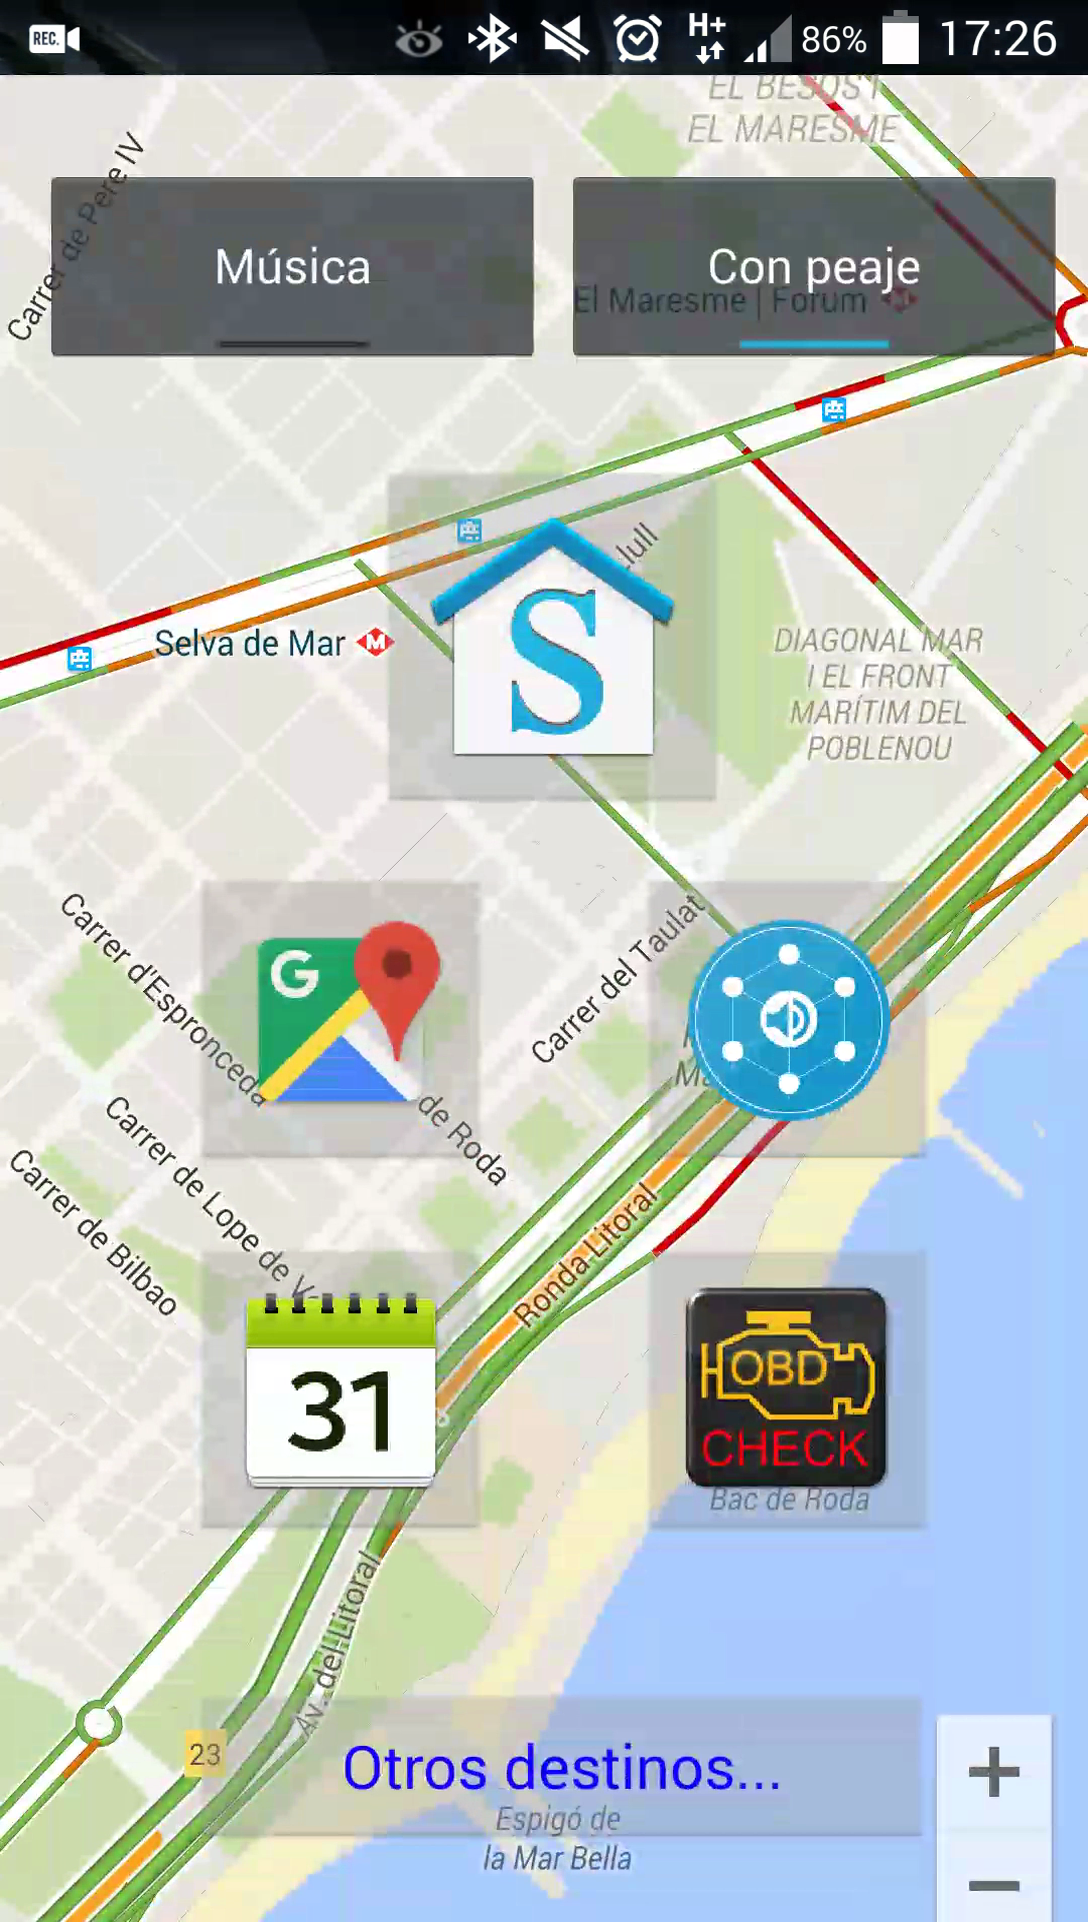 REC.
H+
86%
17:26
EL BESÒS I
EL MARESME
Carrer de Pere IV
Música
Con peaje
El Maresme | Forum
Llull
S
Selva de Mar
M
DIAGONAL MAR
I EL FRONT
MARÍTIM DEL
POBLENOU
Carrer d'Espronceda
Carrer del Taulat
G
de Roda
Carrer de Lope de V
Carrer de Bilbao
Ronda Litoral
31
OBD
CHECK
Bac de Roda
Av. del Litoral
23
Otros destinos...
Espigó de
la Mar Bella
+
−